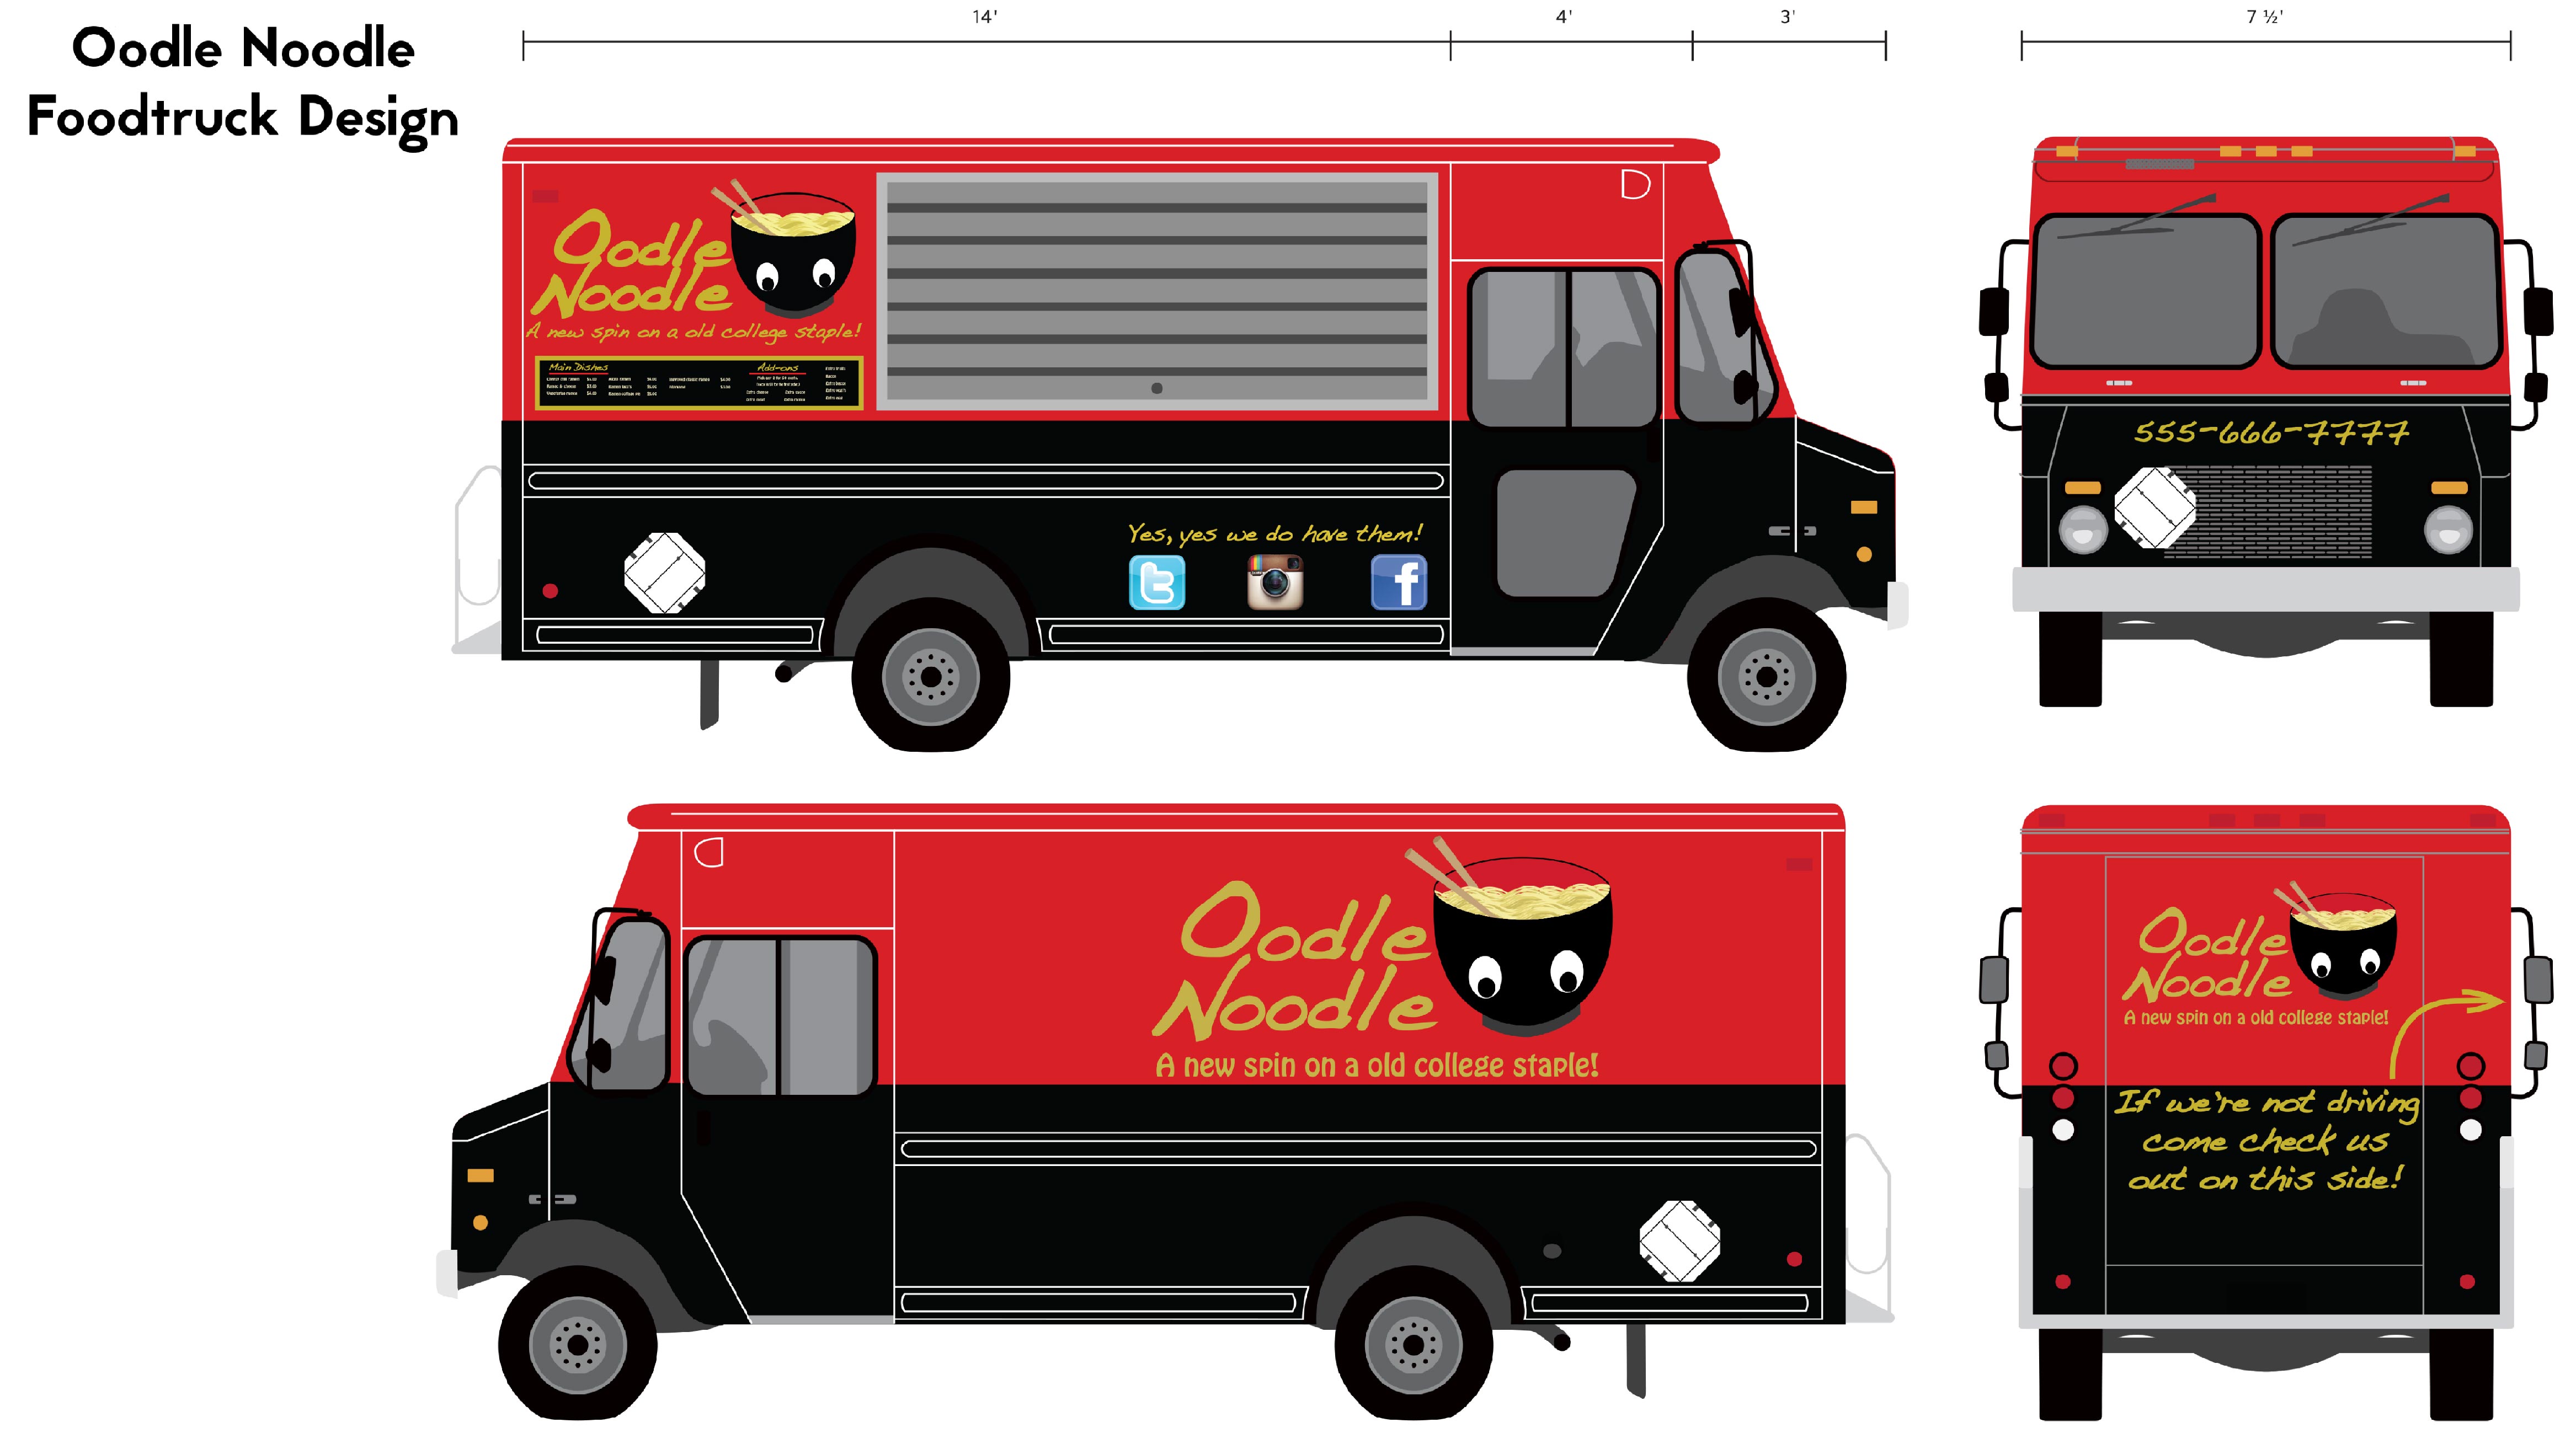 Oodle Noodle
Foodtruck Design
14'
4'
3'
7 ½'
Oodle
Noodle
A new spin on a old college staple!
Main Dishes
Add-ons
Yes, yes we do have them!
t
f
555-666-7777
Oodle
Noodle
A new spin on a old college staple!
Oodle
Noodle
A new spin on a old college staple!
If we're not driving
come check us
out on this side!